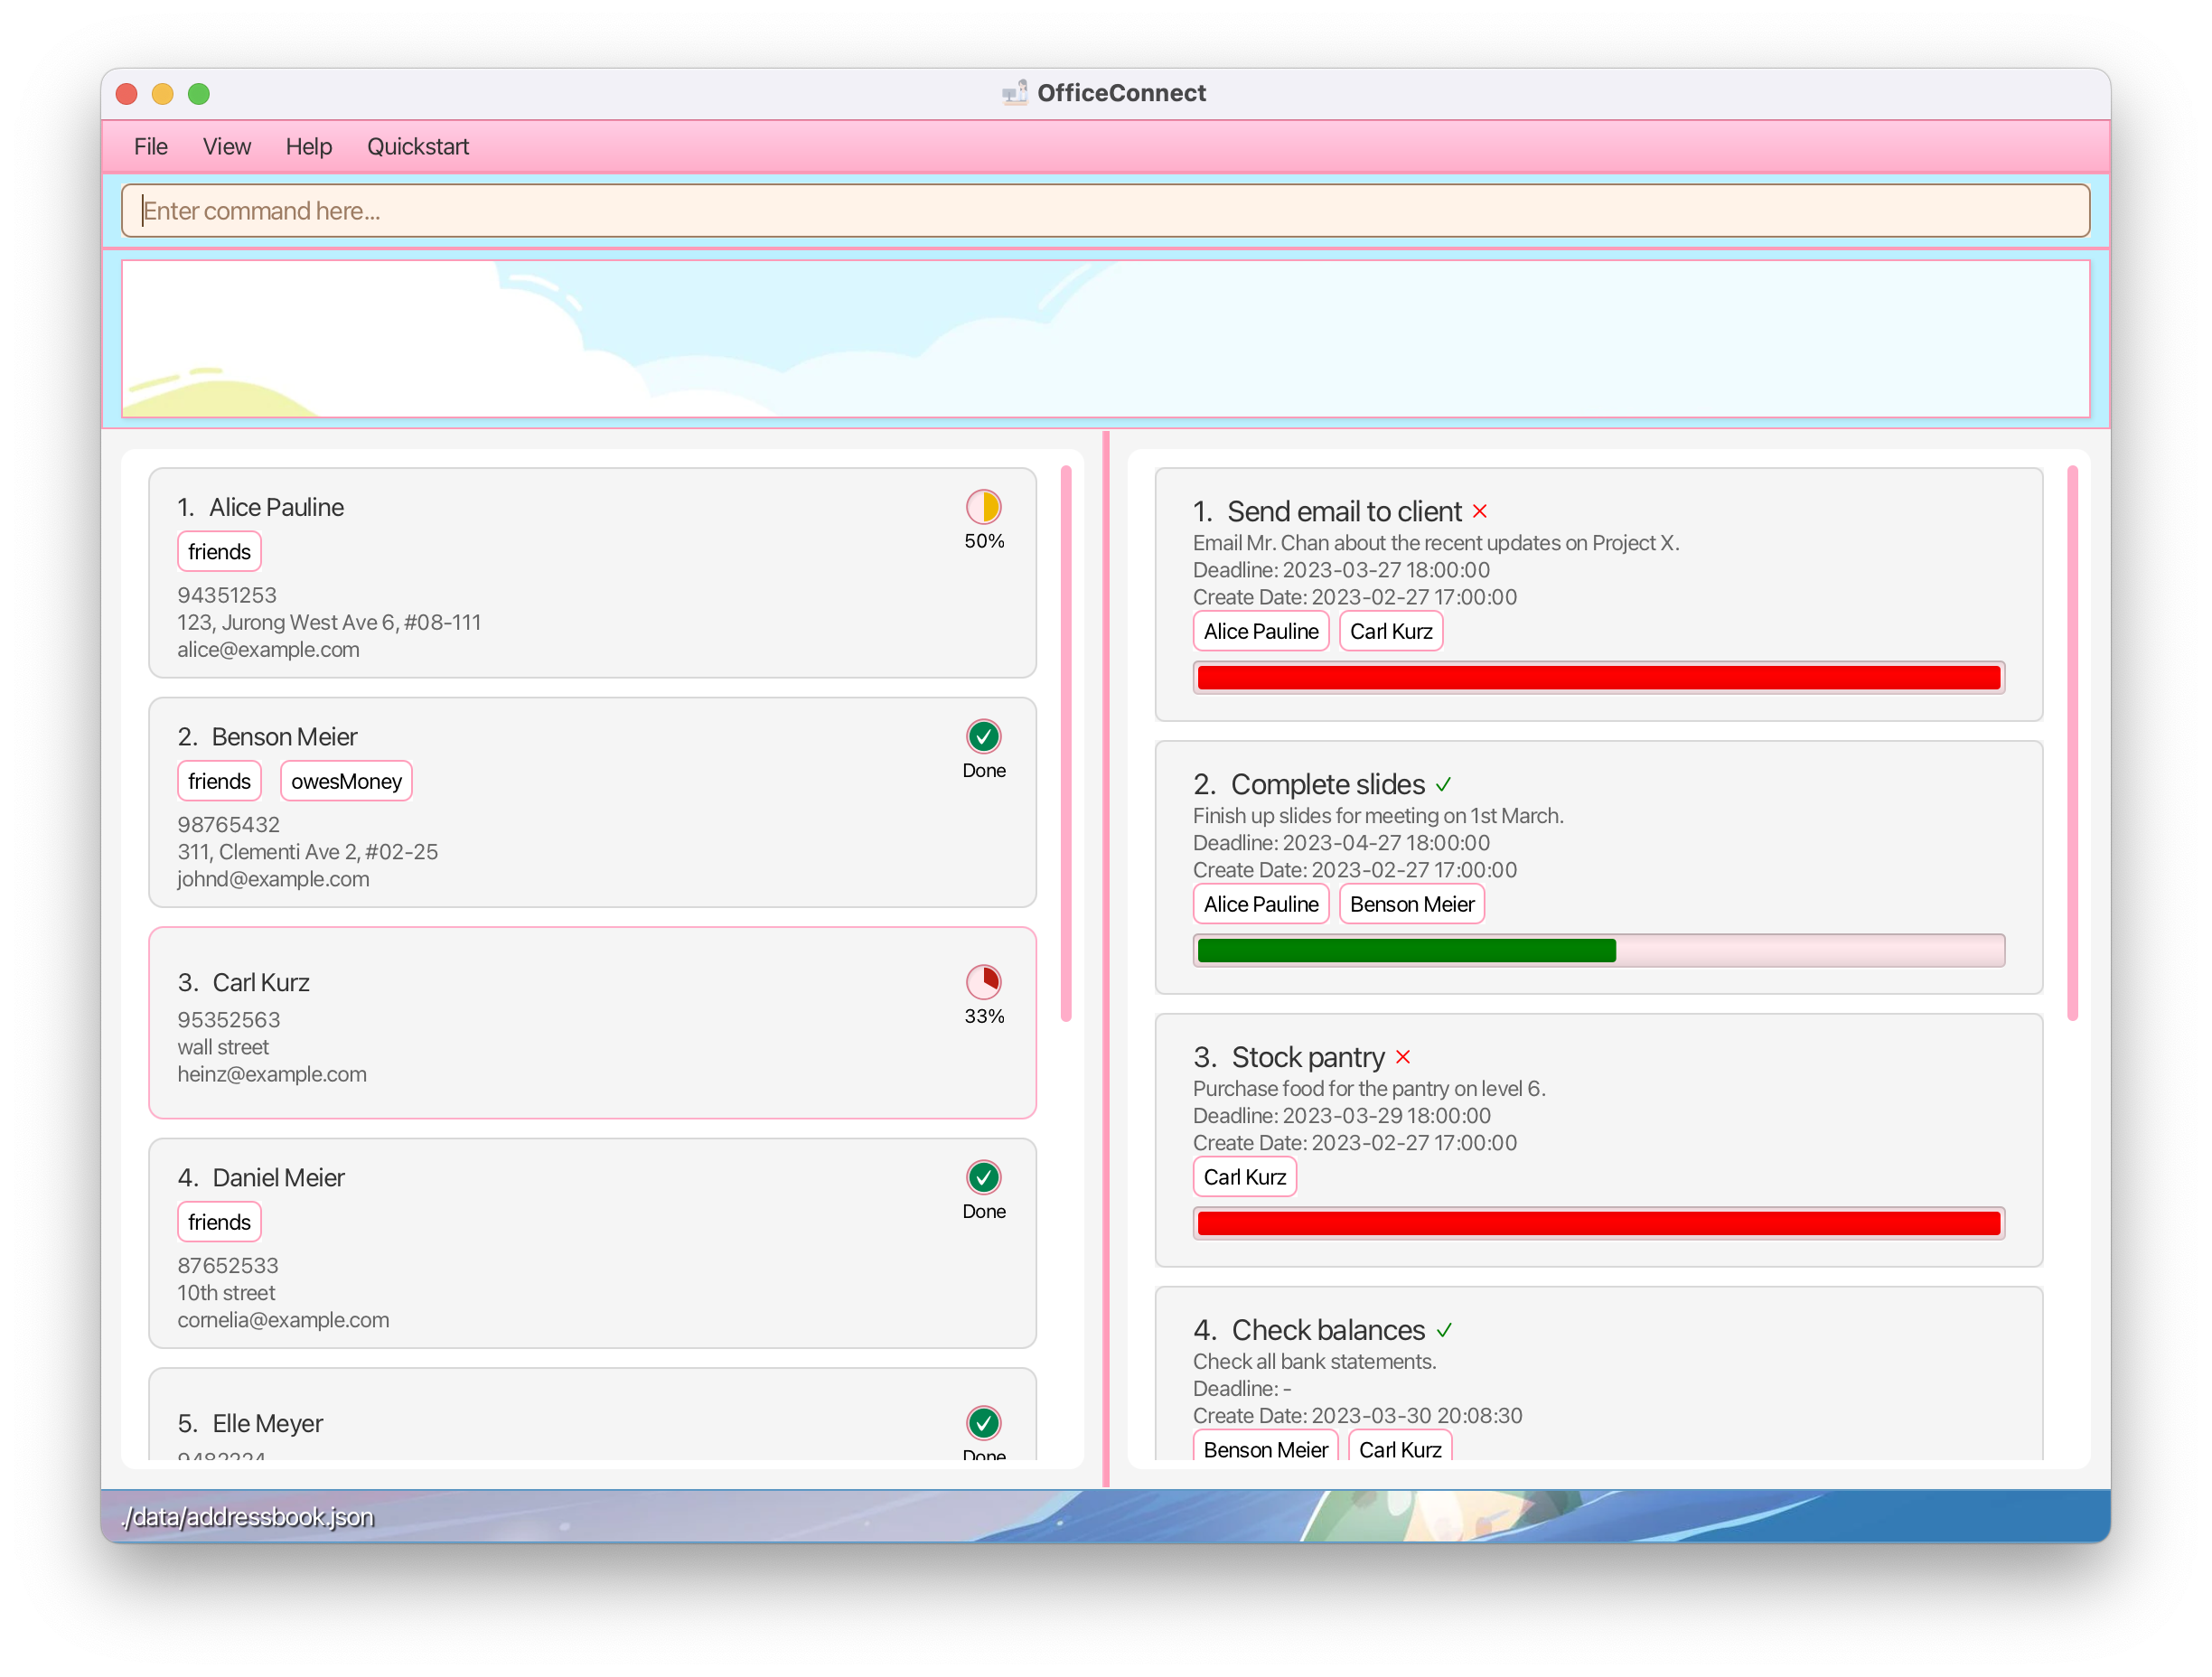 OfficeConnect
File View Help Quickstart
Enter command here...
1. Alice Pauline
friends
50%
94351253
123, Jurong West Ave 6, #08-111
alice@example.com
2. Benson Meier
friends owesMoney
Done
98765432
311, Clementi Ave 2, #02-25
johnd@example.com
3. Carl Kurz
33%
95352563
wall street
heinz@example.com
4. Daniel Meier
friends
Done
87652533
10th street
cornelia@example.com
5. Elle Meyer
Done
9482224
1. Send email to client
Email Mr. Chan about the recent updates on Project X.
Deadline: 2023-03-27 18:00:00
Create Date: 2023-02-27 17:00:00
Alice Pauline Carl Kurz
2. Complete slides
Finish up slides for meeting on 1st March.
Deadline: 2023-04-27 18:00:00
Create Date: 2023-02-27 17:00:00
Alice Pauline Benson Meier
3. Stock pantry
Purchase food for the pantry on level 6.
Deadline: 2023-03-29 18:00:00
Create Date: 2023-02-27 17:00:00
Carl Kurz
4. Check balances
Check all bank statements.
Deadline: -
Create Date: 2023-03-30 20:08:30
Benson Meier Carl Kurz
./data/addressbook.json